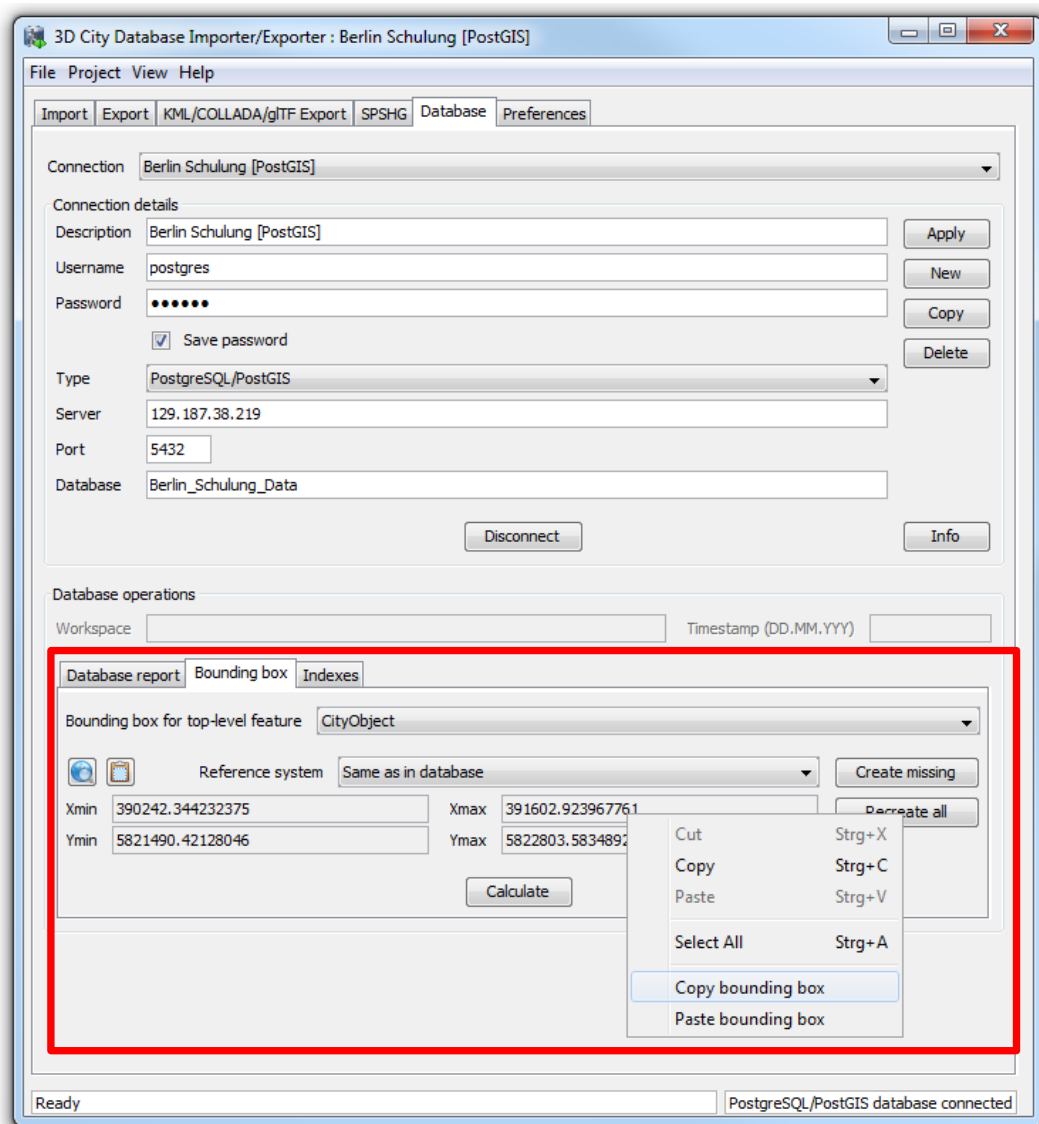 3D City Database Importer/Exporter : Berlin Schulung [PostGIS]
File Project View Help
Import Export KML/COLLADA/glTF Export SPSHG Database Preferences
Connection Berlin Schulung [PostGIS]
Connection details
Description Berlin Schulung [PostGIS] Apply
Username postgres New
Password ●●●●●● Copy
Save password
Delete
Type PostgreSQL/PostGIS
Server 129.187.38.219
Port 5432
Database Berlin_Schulung_Data
Disconnect Info
Database operations
Workspace Timestamp (DD.MM.YYY)
Database report Bounding box Indexes
Bounding box for top-level feature CityObject
Reference system Same as in database Create missing
Xmin 390242.344232375 Xmax 391602.923967761 Recreate all
Ymin 5821490.42128046 Ymax 5822803.5834892
Calculate
Cut Strg+X
Copy Strg+C
Paste Strg+V
Select All Strg+A
Copy bounding box
Paste bounding box
Ready PostgreSQL/PostGIS database connected